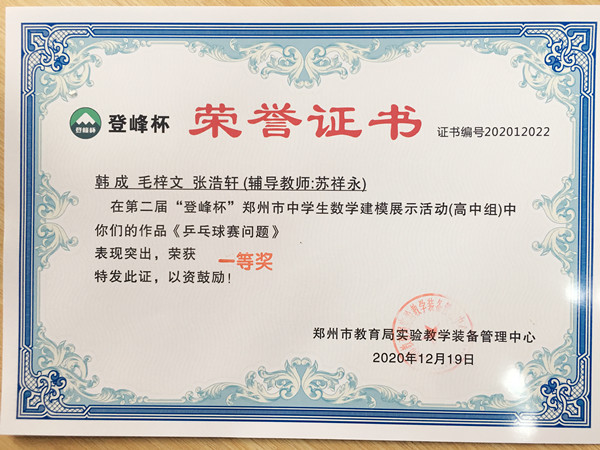 登峰杯
登峰杯 荣誉证书 证书编号202012022
韩 成 毛梓文 张浩轩 (辅导教师:苏祥永)
在第二届“登峰杯”郑州市中学生数学建模展示活动(高中组)中
你们的作品《乒乓球赛问题》
表现突出，荣获 一等奖
特发此证，以资鼓励！
郑州市教育局实验教学装备管理中心
2020年12月19日